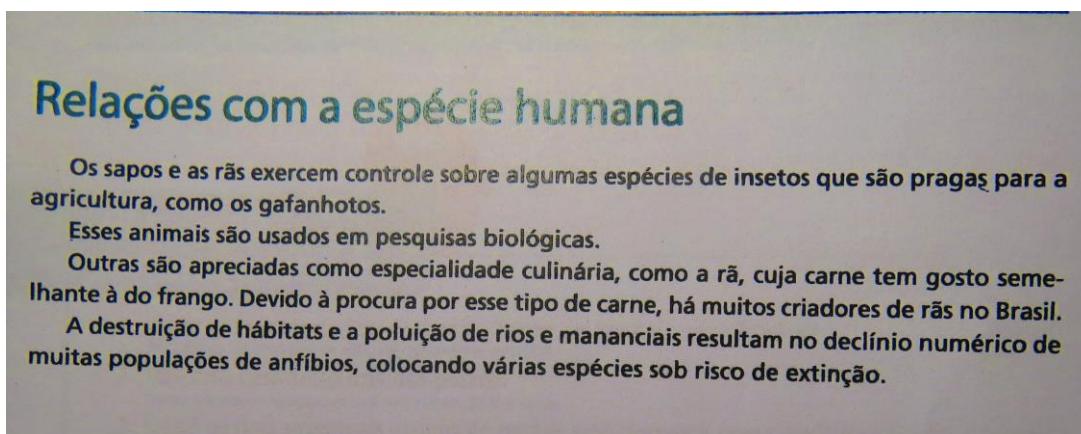 Relações com a espécie humana
Os sapos e as rãs exercem controle sobre algumas espécies de insetos que são pragas para a
agricultura, como os gafanhotos.
Esses animais são usados em pesquisas biológicas.
Outras são apreciadas como especialidade culinária, como a rã, cuja carne tem gosto seme-
lhante à do frango. Devido à procura por esse tipo de carne, há muitos criadores de rãs no Brasil.
A destruição de hábitats e a poluição de rios e mananciais resultam no declínio numérico de
muitas populações de anfíbios, colocando várias espécies sob risco de extinção.